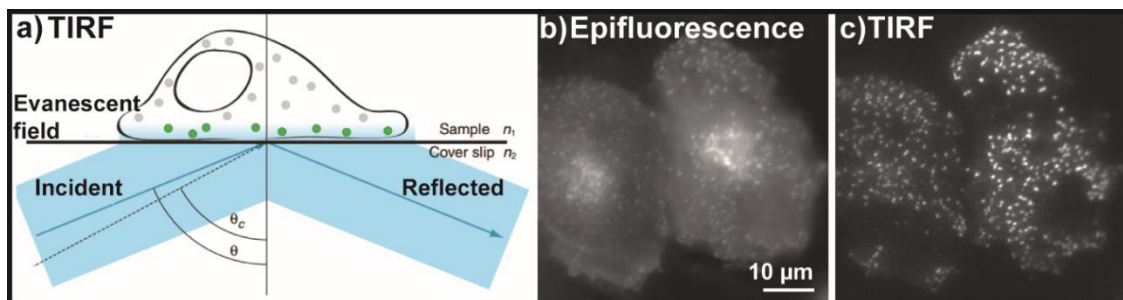 a) TIRF
Evanescent
field
Sample n₁
Cover slip n₂
Incident
Reflected
θc
θ
b)Epifluorescence
10 µm
c)TIRF